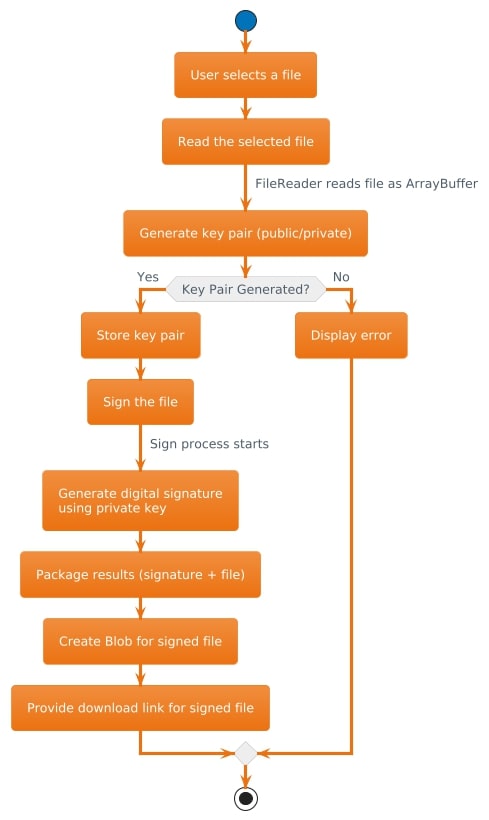 User selects a file
Read the selected file
FileReader reads file as ArrayBuffer
Generate key pair (public/private)
Yes
Key Pair Generated?
No
Store key pair
Display error
Sign the file
Sign process starts
Generate digital signature
using private key
Package results (signature + file)
Create Blob for signed file
Provide download link for signed file